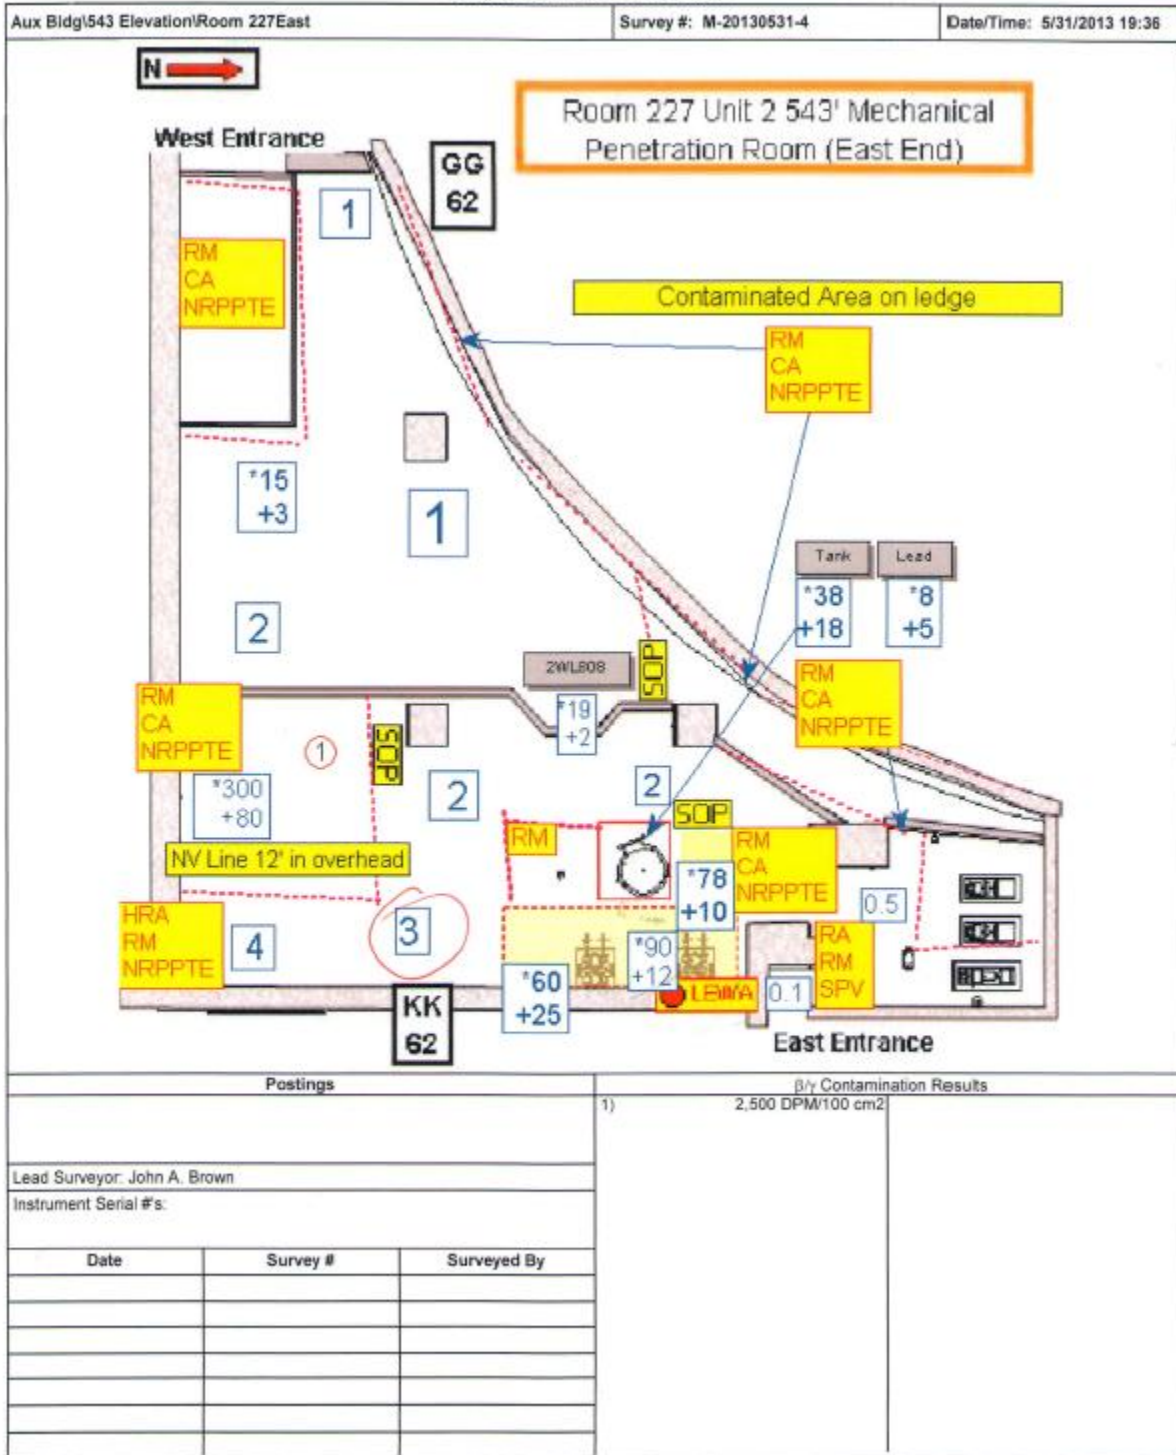 Aux Bldg\543 Elevation\Room 227East
Survey #: M-20130531-4
Date/Time: 5/31/2013 19:36
N
Room 227 Unit 2 543' Mechanical
Penetration Room (East End)
West Entrance
GG
62
1
RM
CA
NRPPTE
Contaminated Area on ledge
RM
CA
NRPPTE
*15
+3
1
Tank
Lead
*38
+18
*8
+5
2
2WL808
SOP
RM
CA
NRPPTE
RM
CA
NRPPTE
*19
+2
1
SOP
*300
+80
2
2
SOP
RM
RM
CA
NRPPTE
NV Line 12' in overhead
*78
+10
0.5
HRA
RM
NRPPTE
4
3
*90
+12
RA
RM
SPV
*60
+25
LEWA
0.1
KK
62
East Entrance
Postings
β/γ Contamination Results
1)
2,500 DPM/100 cm2
Lead Surveyor: John A. Brown
Instrument Serial #'s:
Date
Survey #
Surveyed By